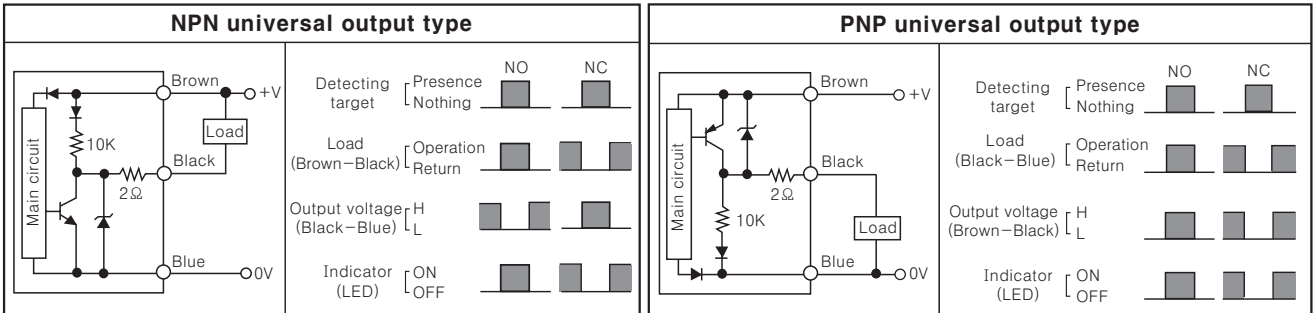 NPN universal output type
Main circuit
Brown
+V
Load
10K
Black
2Ω
Blue
0V
NO NC
Detecting target Presence Nothing
Load (Brown−Black) Operation Return
Output voltage (Black−Blue) H L
Indicator (LED) ON OFF
PNP universal output type
Main circuit
Brown
+V
Black
2Ω
10K
Load
Blue
0V
NO NC
Detecting target Presence Nothing
Load (Black−Blue) Operation Return
Output voltage (Brown−Black) H L
Indicator (LED) ON OFF